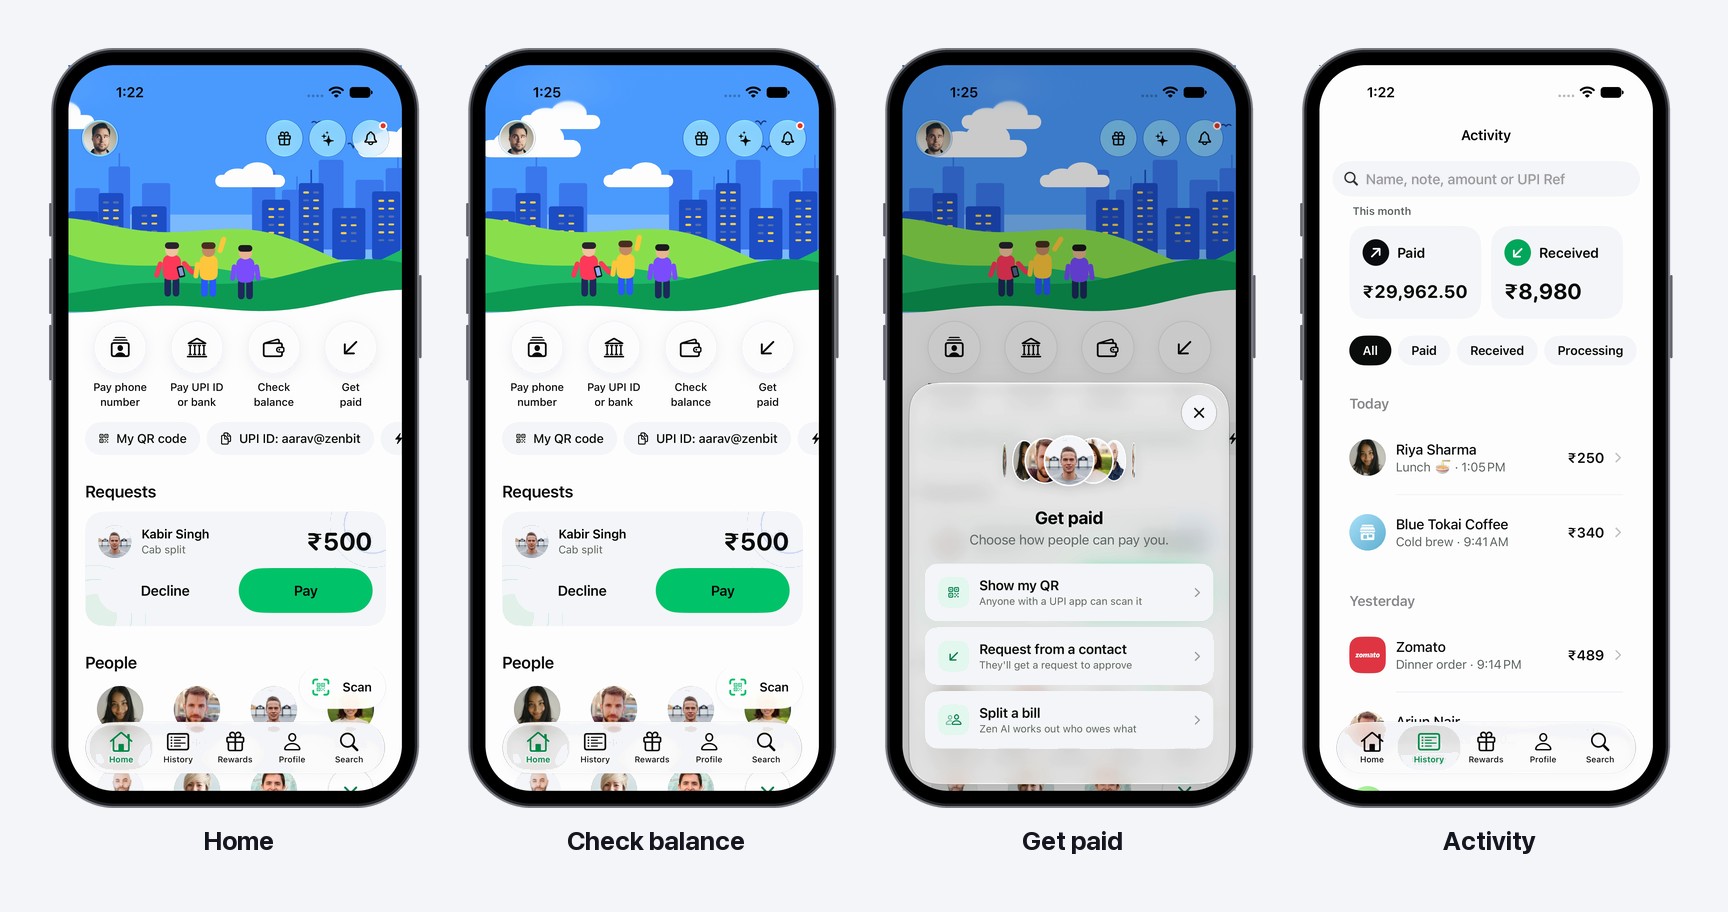 1:22
Pay phone number
Pay UPI ID or bank
Check balance
Get paid
My QR code
UPI ID: aarav@zenbit
Requests
Kabir Singh
Cab split
₹500
Decline
Pay
People
Scan
Home
History
Rewards
Profile
Search
Home
1:25
Pay phone number
Pay UPI ID or bank
Check balance
Get paid
My QR code
UPI ID: aarav@zenbit
Requests
Kabir Singh
Cab split
₹500
Decline
Pay
People
Scan
Home
History
Rewards
Profile
Search
Check balance
1:25
Get paid
Choose how people can pay you.
Show my QR
Anyone with a UPI app can scan it
Request from a contact
They'll get a request to approve
Split a bill
Zen AI works out who owes what
Get paid
1:22
Activity
Name, note, amount or UPI Ref
This month
Paid
₹29,962.50
Received
₹8,980
All
Paid
Received
Processing
Today
Riya Sharma
Lunch 🍜 · 1:05 PM
₹250
Blue Tokai Coffee
Cold brew · 9:41 AM
₹340
Yesterday
zomato
Zomato
Dinner order · 9:14 PM
₹489
Arjun Nair
Home
History
Rewards
Profile
Search
Activity